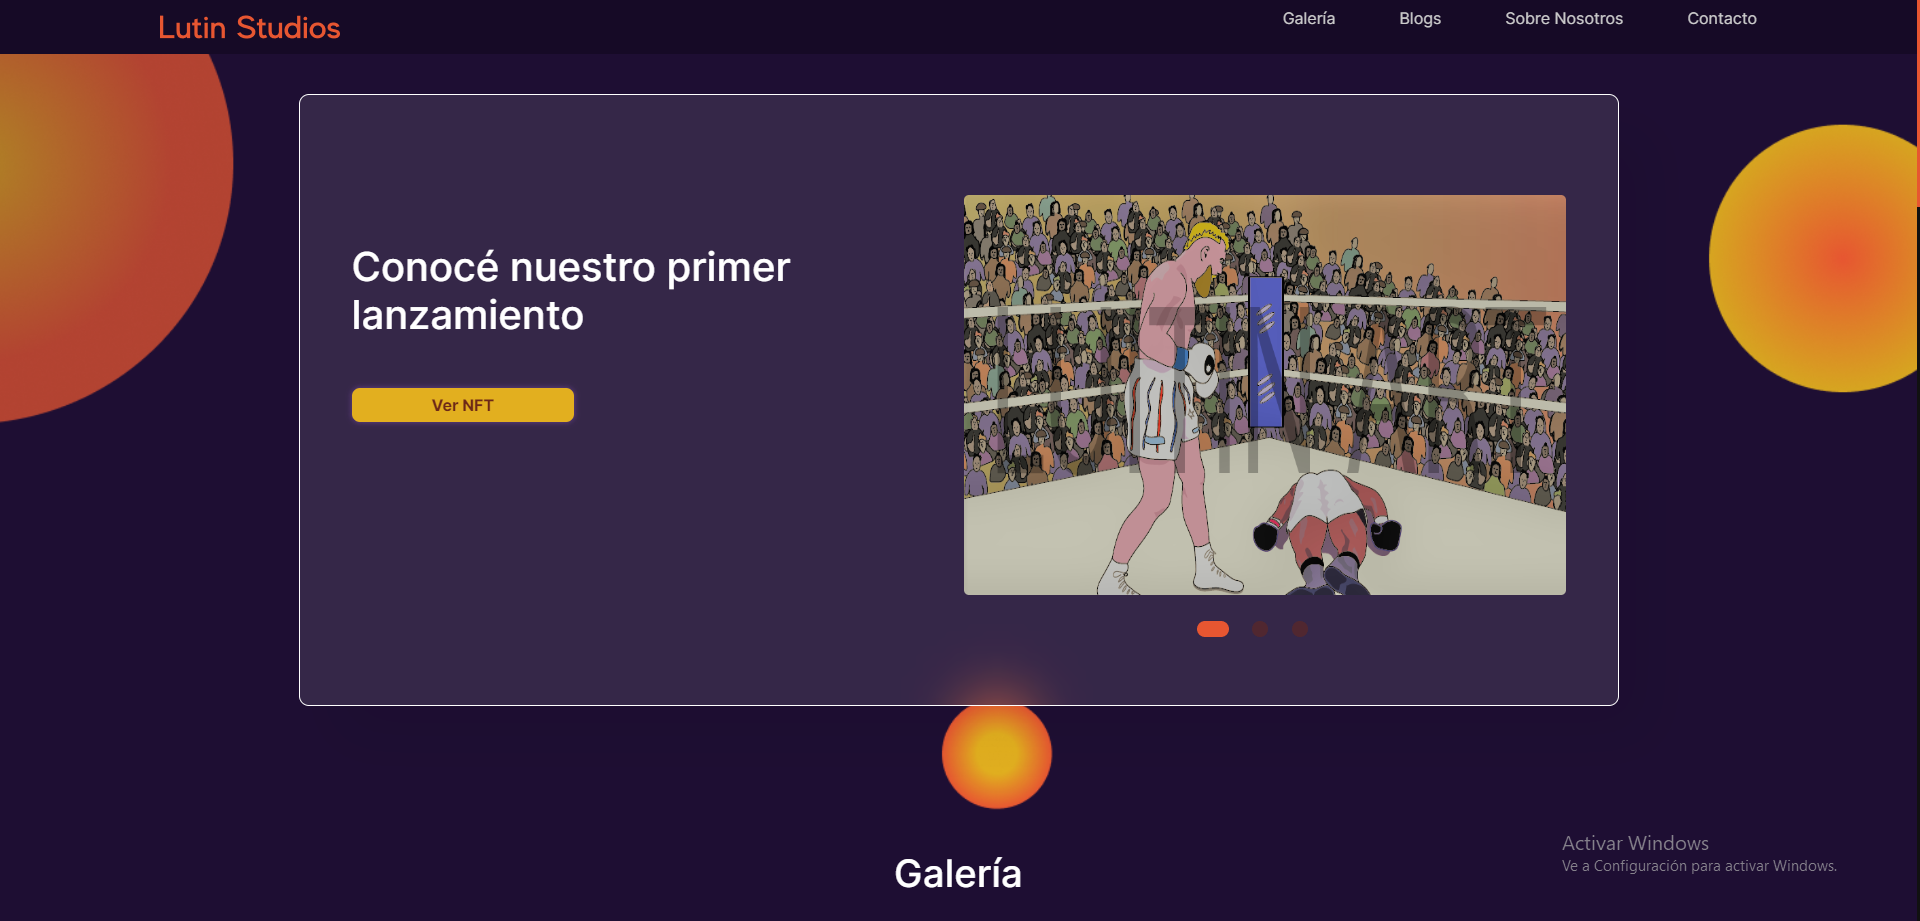 Lutin Studios
Galería
Blogs
Sobre Nosotros
Contacto
Conocé nuestro primer
lanzamiento
Ver NFT
Galería
Activar Windows
Ve a Configuración para activar Windows.